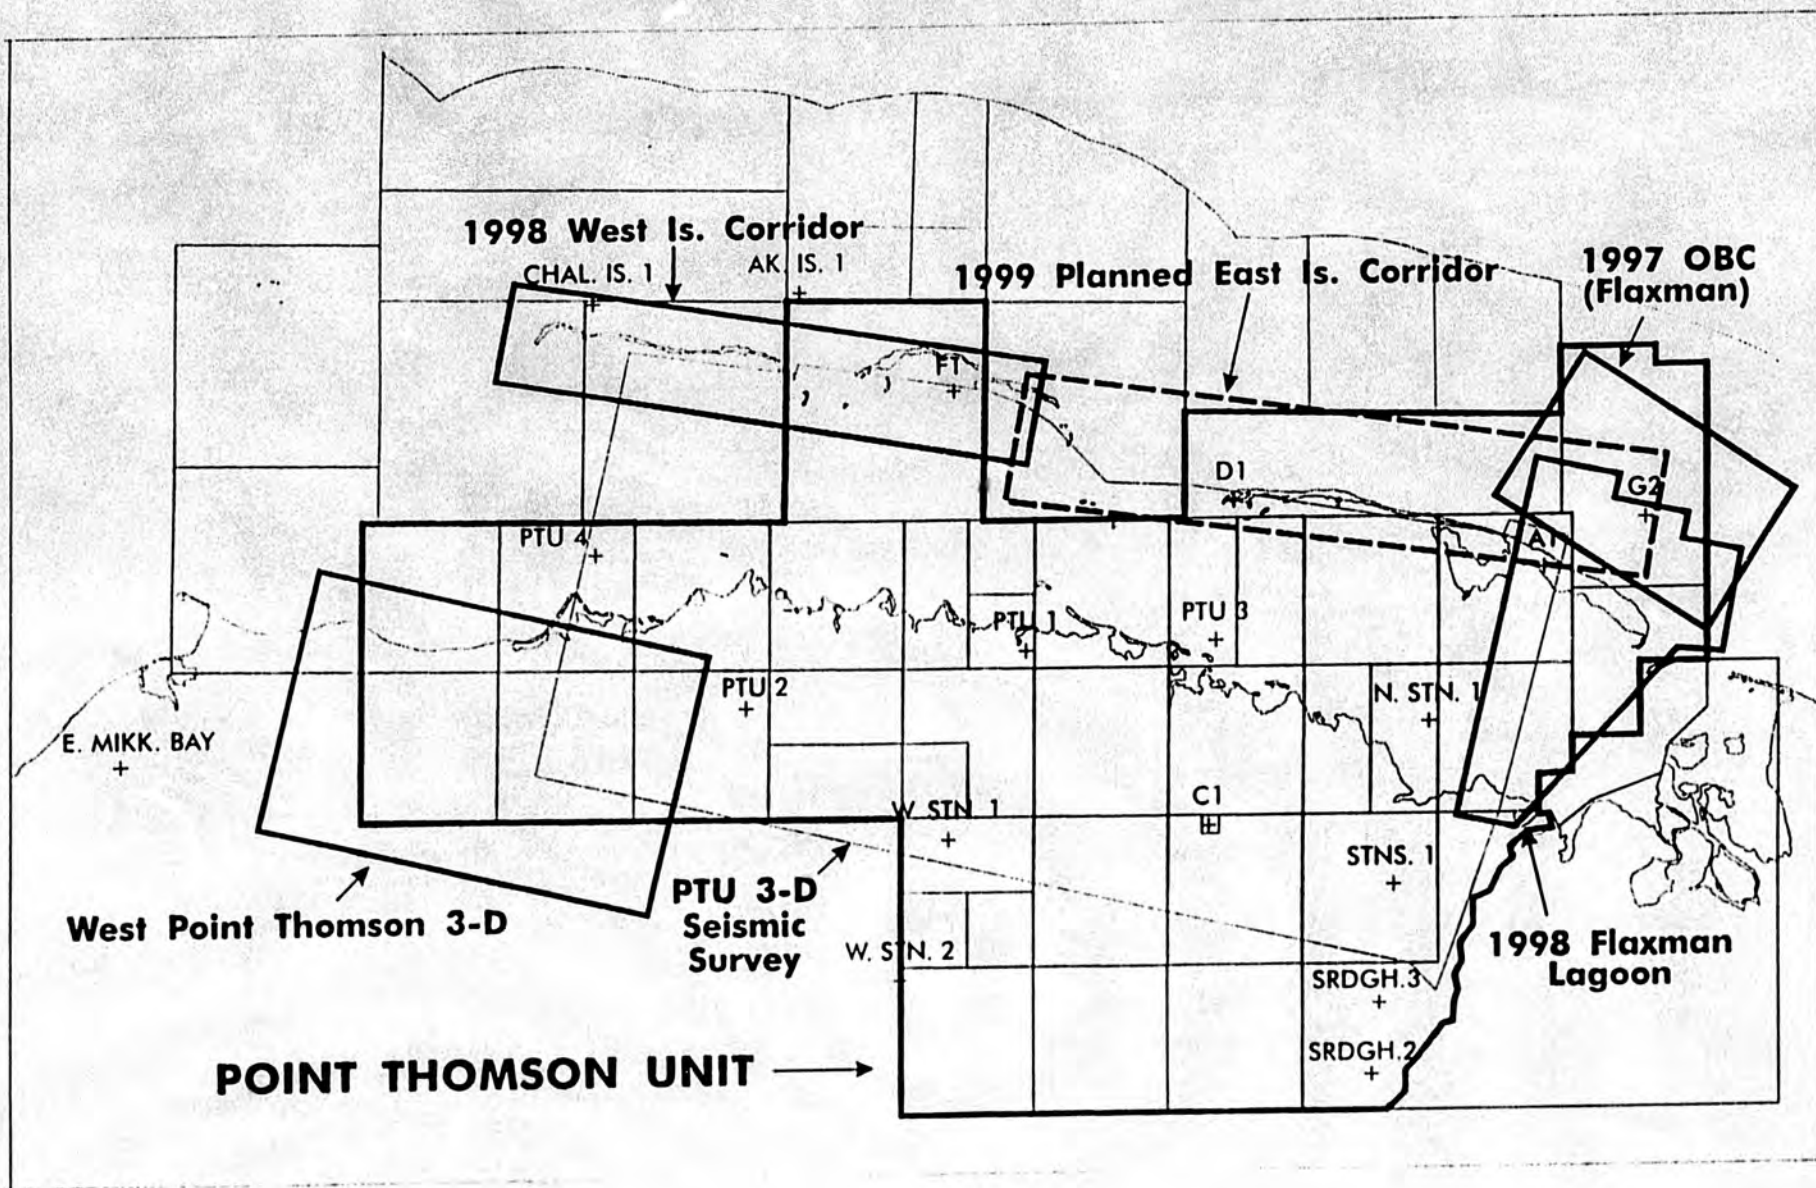 1998 West Is. Corridor
CHAL. IS. 1
AK. IS. 1
1999 Planned East Is. Corridor
1997 OBC
(Flaxman)
F1
D1
G2
A1
PTU 4
PTU 1
PTU 3
PTU 2
N. STN. 1
E. MIKK. BAY
W STN. 1
C1
STNS. 1
West Point Thomson 3-D
PTU 3-D
Seismic
Survey
W. STN. 2
1998 Flaxman
Lagoon
SRDGH.3
SRDGH.2
POINT THOMSON UNIT